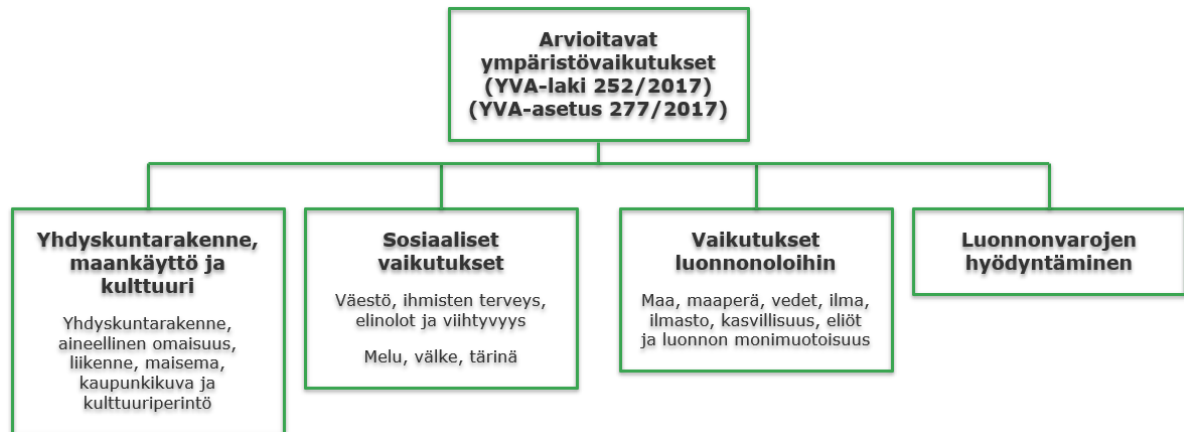 Arvioitavat
ympäristövaikutukset
(YVA-laki 252/2017)
(YVA-asetus 277/2017)
Yhdyskuntarakenne,
maankäyttö ja
kulttuuri
Yhdyskuntarakenne,
aineellinen omaisuus,
liikenne, maisema,
kaupunkikuva ja
kulttuuriperintö
Sosiaaliset
vaikutukset
Väestö, ihmisten terveys,
elinolot ja viihtyvyys
Melu, välke, tärinä
Vaikutukset
luonnonoloihin
Maa, maaperä, vedet, ilma,
ilmasto, kasvillisuus, eliöt
ja luonnon monimuotoisuus
Luonnonvarojen
hyödyntäminen